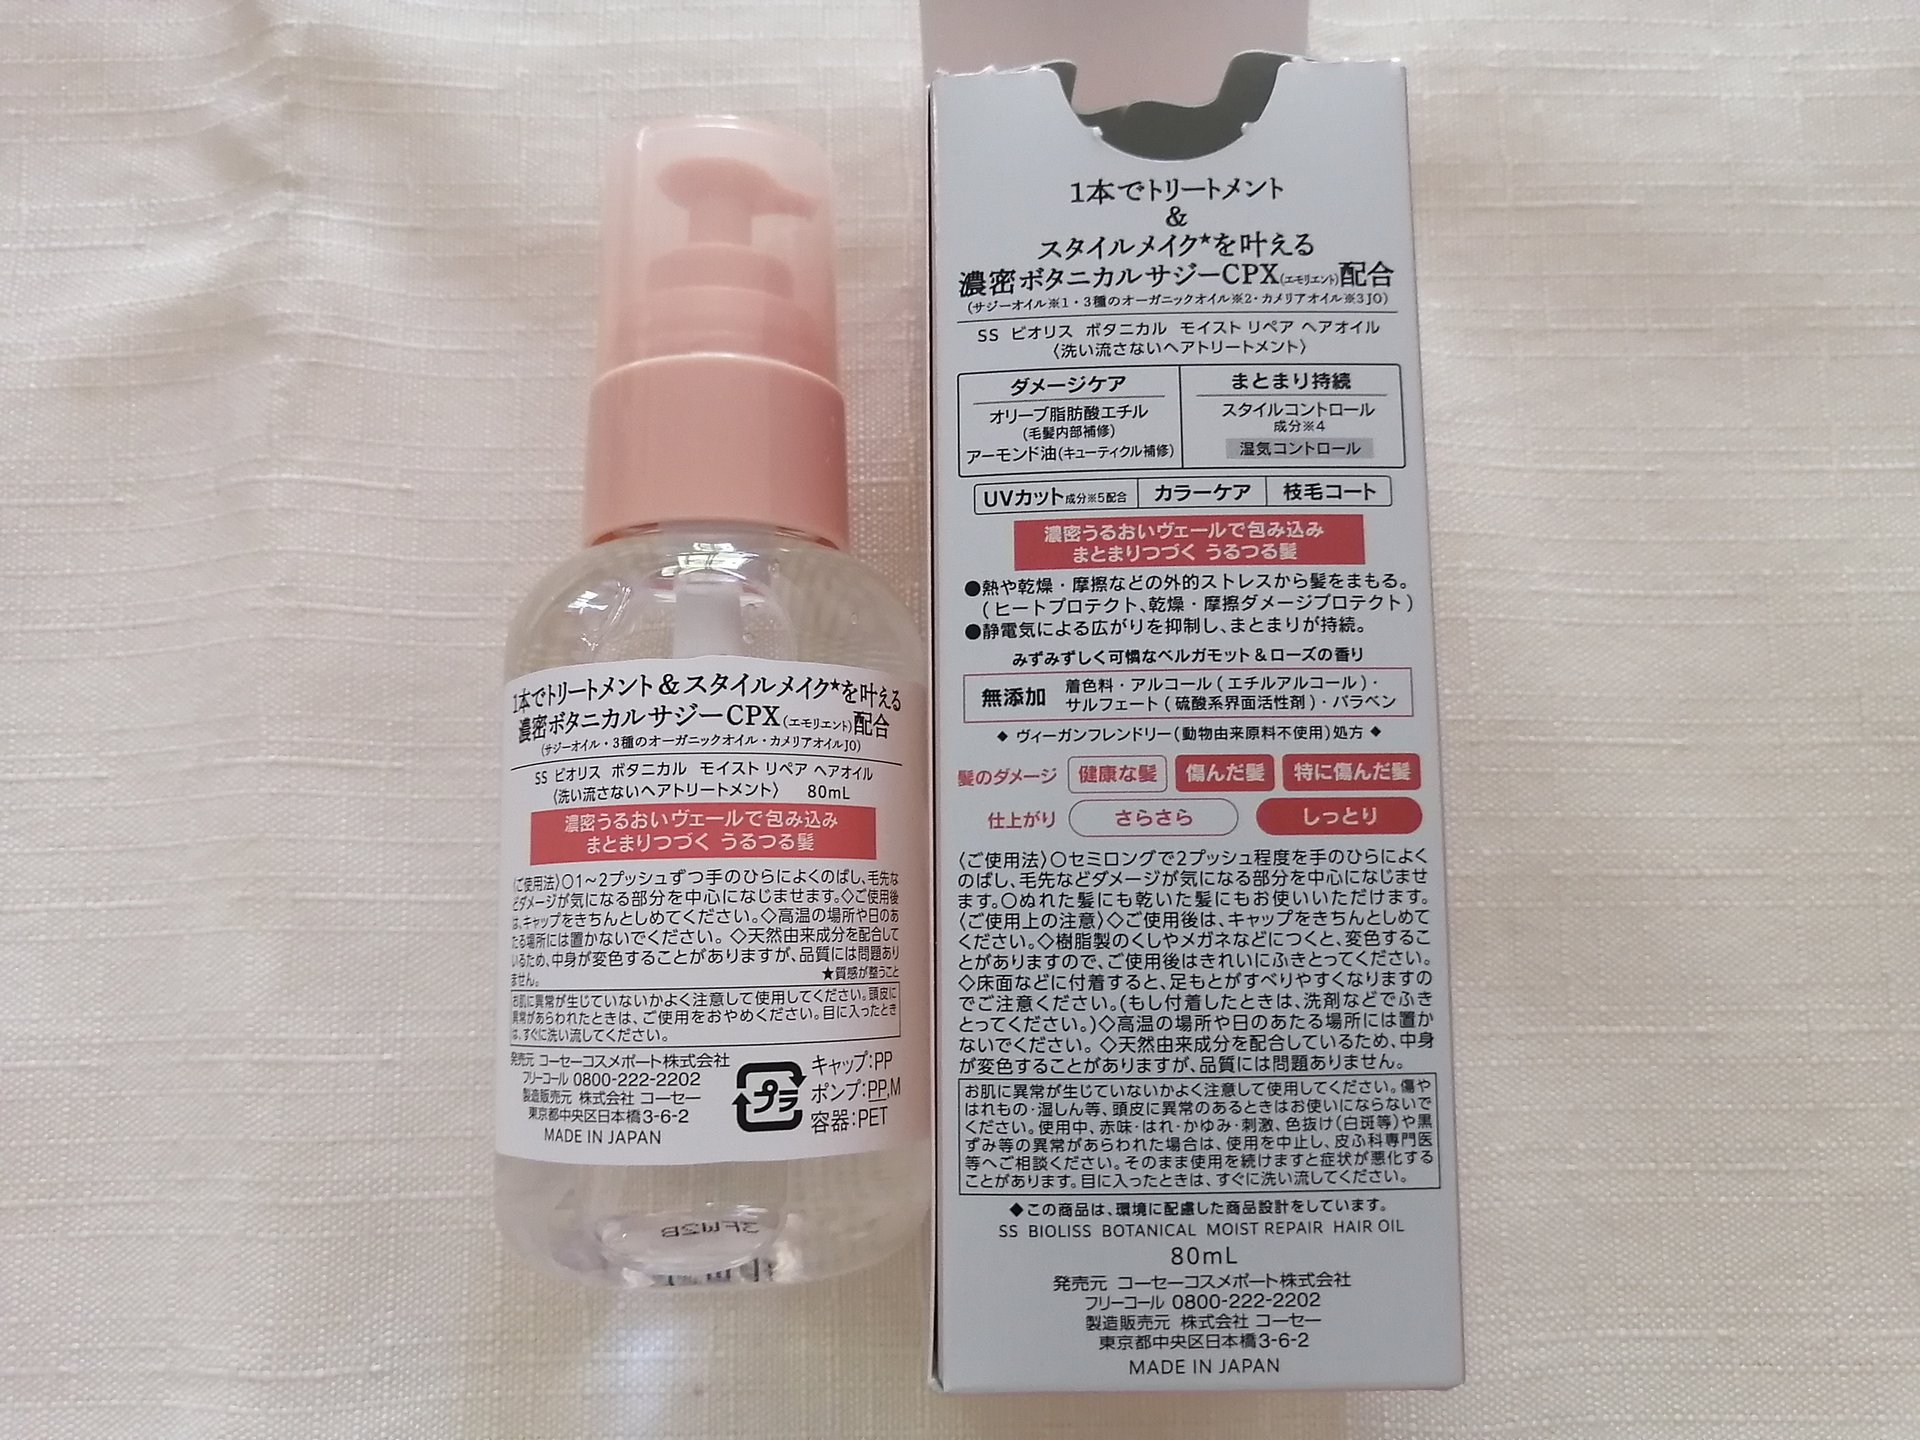 1本でトリートメント&スタイルメイク★を叶える
濃密ボタニカルサジーCPX(エモリエント)配合
(サジーオイル・3種のオーガニックオイル・カメリアオイルJO)
SS ビオリス ボタニカル モイスト リペア ヘアオイル
〈洗い流さないヘアトリートメント〉 80mL
濃密うるおいヴェールで包み込み
まとまりつづく うるつる髪
〈ご使用法〉○1~2プッシュずつ手のひらによくのばし、毛先な
どダメージが気になる部分を中心になじませます。◇ご使用後
は、キャップをきちんとしめてください。◇高温の場所や日のあ
たる場所には置かないでください。◇天然由来成分を配合して
いるため、中身が変色することがありますが、品質には問題あり
ません。
★質感が整うこと
お肌に異常が生じていないかよく注意して使用してください。頭皮に
異常があらわれたときは、ご使用をおやめください。目に入ったとき
は、すぐに洗い流してください。
発売元 コーセーコスメポート株式会社
フリーコール 0800-222-2202
製造販売元 株式会社 コーセー
東京都中央区日本橋3-6-2
MADE IN JAPAN
プラ
キャップ:PP
ポンプ:PP,M
容器:PET
1本でトリートメント
&
スタイルメイク★を叶える
濃密ボタニカルサジーCPX(エモリエント)配合
(サジーオイル※1・3種のオーガニックオイル※2・カメリアオイル※3JO)
SS ビオリス ボタニカル モイスト リペア ヘアオイル
〈洗い流さないヘアトリートメント〉
ダメージケア
オリーブ脂肪酸エチル
(毛髪内部補修)
アーモンド油(キューティクル補修)
まとまり持続
スタイルコントロール
成分※4
湿気コントロール
UVカット成分※5配合 カラーケア 枝毛コート
濃密うるおいヴェールで包み込み
まとまりつづく うるつる髪
●熱や乾燥・摩擦などの外的ストレスから髪をまもる。
(ヒートプロテクト、乾燥・摩擦ダメージプロテクト)
●静電気による広がりを抑制し、まとまりが持続。
みずみずしく可憐なベルガモット&ローズの香り
無添加 着色料・アルコール(エチルアルコール)・
サルフェート(硫酸系界面活性剤)・パラベン
◆ ヴィーガンフレンドリー(動物由来原料不使用)処方 ◆
髪のダメージ 健康な髪 傷んだ髪 特に傷んだ髪
仕上がり さらさら しっとり
〈ご使用法〉○セミロングで2プッシュ程度を手のひらによく
のばし、毛先などダメージが気になる部分を中心になじませ
ます。○ぬれた髪にも乾いた髪にもお使いいただけます。
〈ご使用上の注意〉◇ご使用後は、キャップをきちんとしめて
ください。◇樹脂製のくしやメガネなどにつくと、変色するこ
とがありますので、ご使用後はきれいにふきとってください。
◇床面などに付着すると、足もとがすべりやすくなりますの
でご注意ください。(もし付着したときは、洗剤などでふき
とってください。)◇高温の場所や日のあたる場所には置か
ないでください。◇天然由来成分を配合しているため、中身
が変色することがありますが、品質には問題ありません。
お肌に異常が生じていないかよく注意して使用してください。傷や
はれもの・湿しん等、頭皮に異常のあるときはお使いにならないで
ください。使用中、赤味・はれ・かゆみ・刺激、色抜け(白斑等)や黒
ずみ等の異常があらわれた場合は、使用を中止し、皮ふ科専門医
等へご相談ください。そのまま使用を続けますと症状が悪化する
ことがあります。目に入ったときは、すぐに洗い流してください。
◆この商品は、環境に配慮した商品設計をしています。
SS BIOLISS BOTANICAL MOIST REPAIR HAIR OIL
80mL
発売元 コーセーコスメポート株式会社
フリーコール 0800-222-2202
製造販売元 株式会社 コーセー
東京都中央区日本橋3-6-2
MADE IN JAPAN